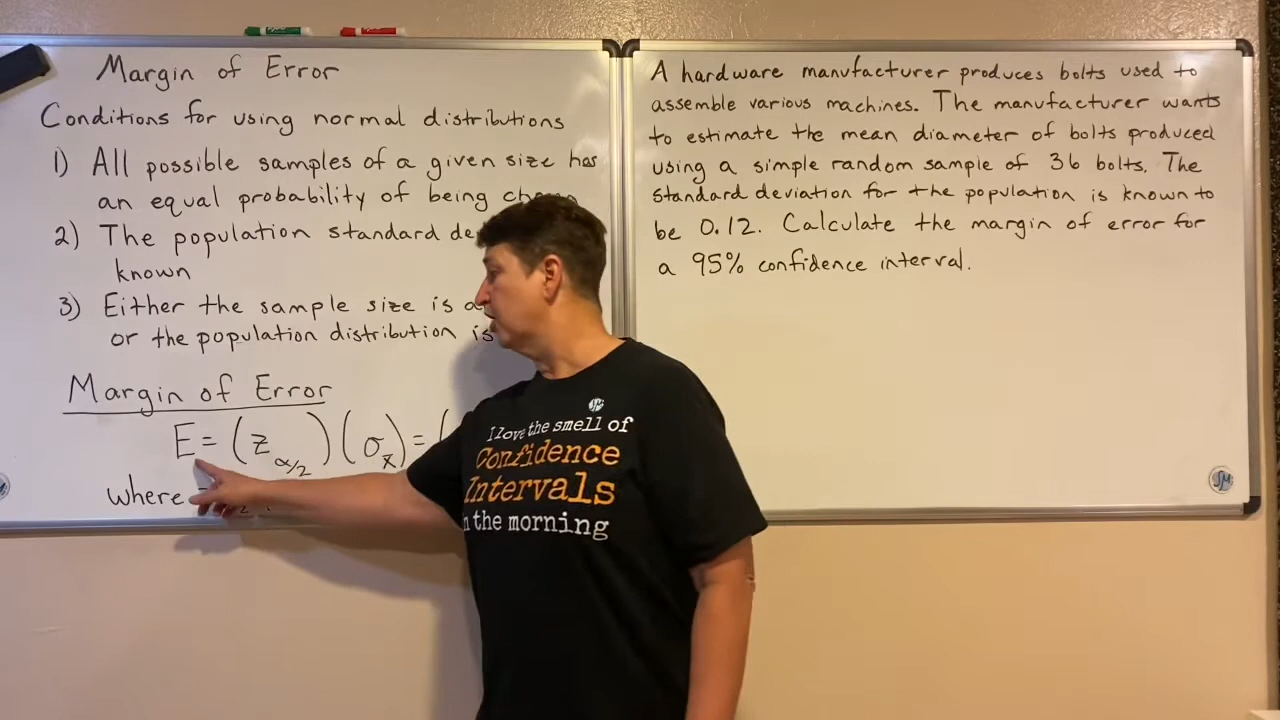 Margin of Error
Conditions for using normal distributions
1) All possible samples of a given size has
an equal probability of being
2) The population standard
known
3) Either the sample size is
or the population distribution is
Margin of Error
E = (z α/2)(σx̄) = (
where
A hardware manufacturer produces bolts used to
assemble various machines. The manufacturer wants
to estimate the mean diameter of bolts produced
using a simple random sample of 36 bolts. The
standard deviation for the population is known to
be 0.12. Calculate the margin of error for
a 95% confidence interval.
SM
SM
I love the smell of
Confidence
Intervals
in the morning